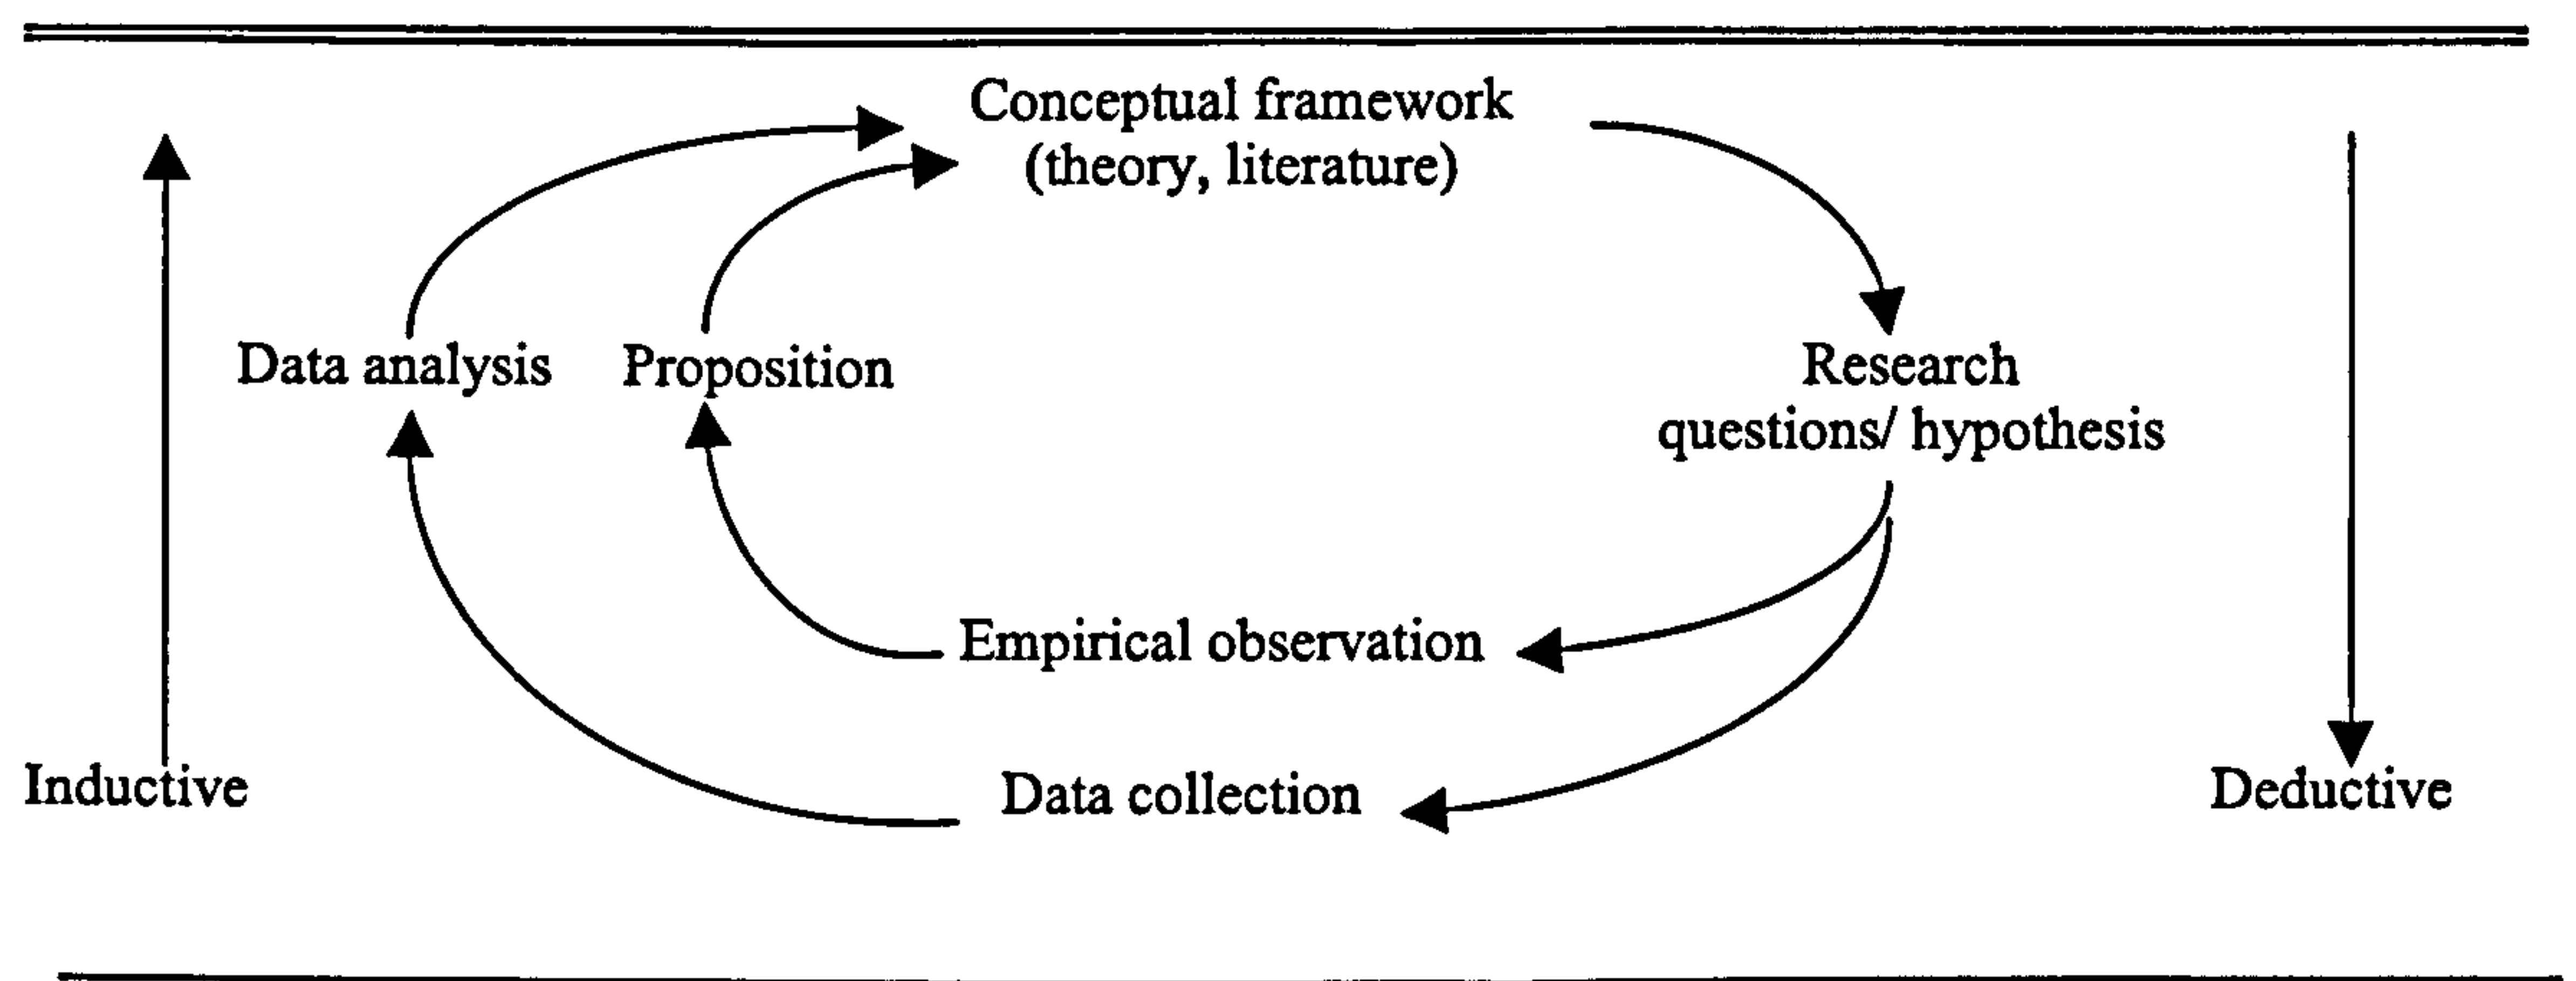 Conceptual framework
(theory, literature)
Data analysis
Proposition
Research
questions/ hypothesis
Empirical observation
Data collection
Inductive
Deductive